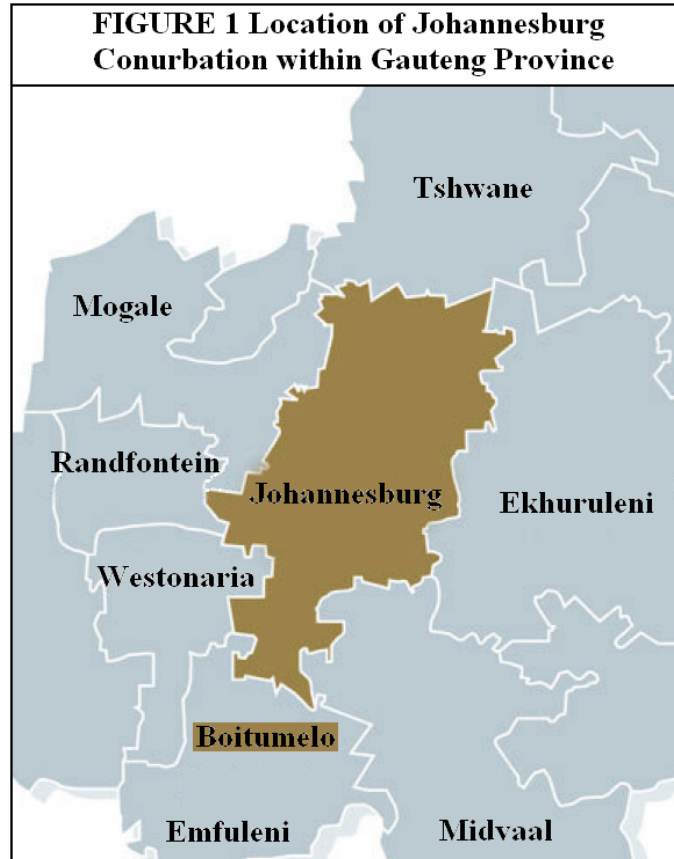 FIGURE 1 Location of Johannesburg
Conurbation within Gauteng Province
Tshwane
Mogale
Randfontein
Johannesburg
Ekhuruleni
Westonaria
Boitumelo
Emfuleni
Midvaal